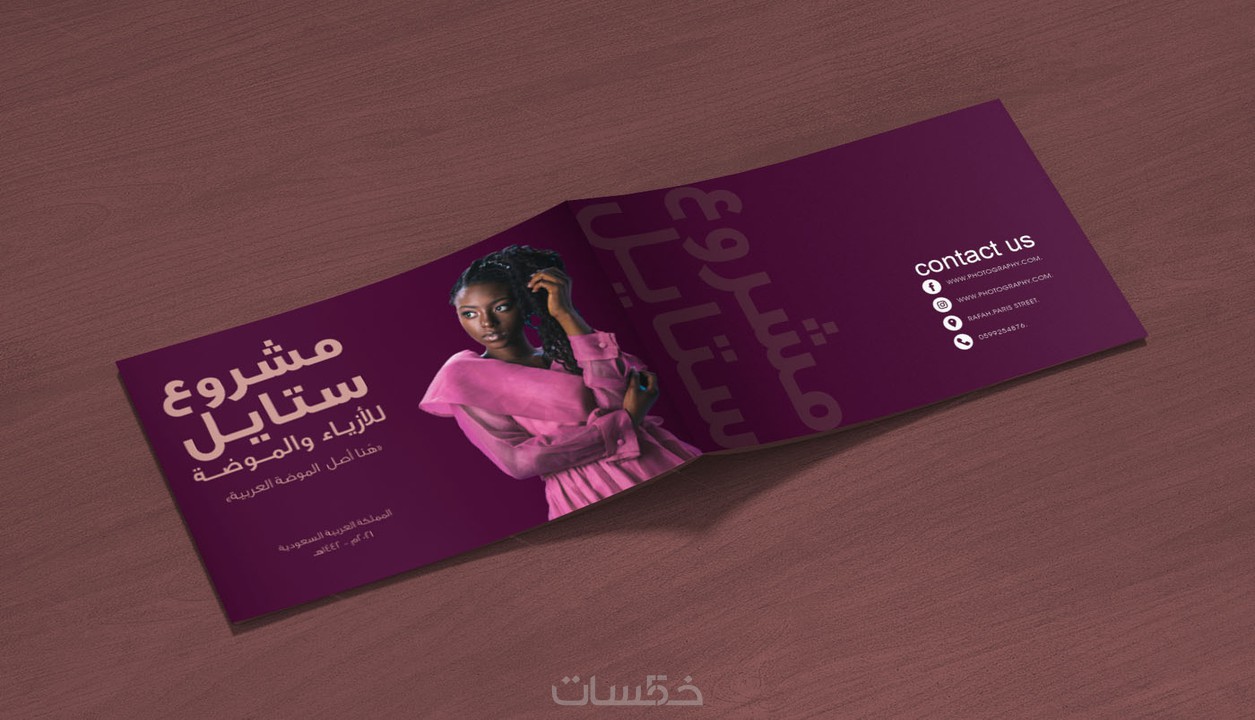 مشروع
ستايل
للأزياء والموضة
«هُنا أصل الموضة العربية»
المملكة العربية السعودية
٢٠٢١م - ١٤٤٢هـ
مشروع
ستايل
contact us
WWW.PHOTOGRAPHY.COM.
WWW.PHOTOGRAPHY.COM.
RAFAH,PARIS STREET.
0599254876.
خمسات